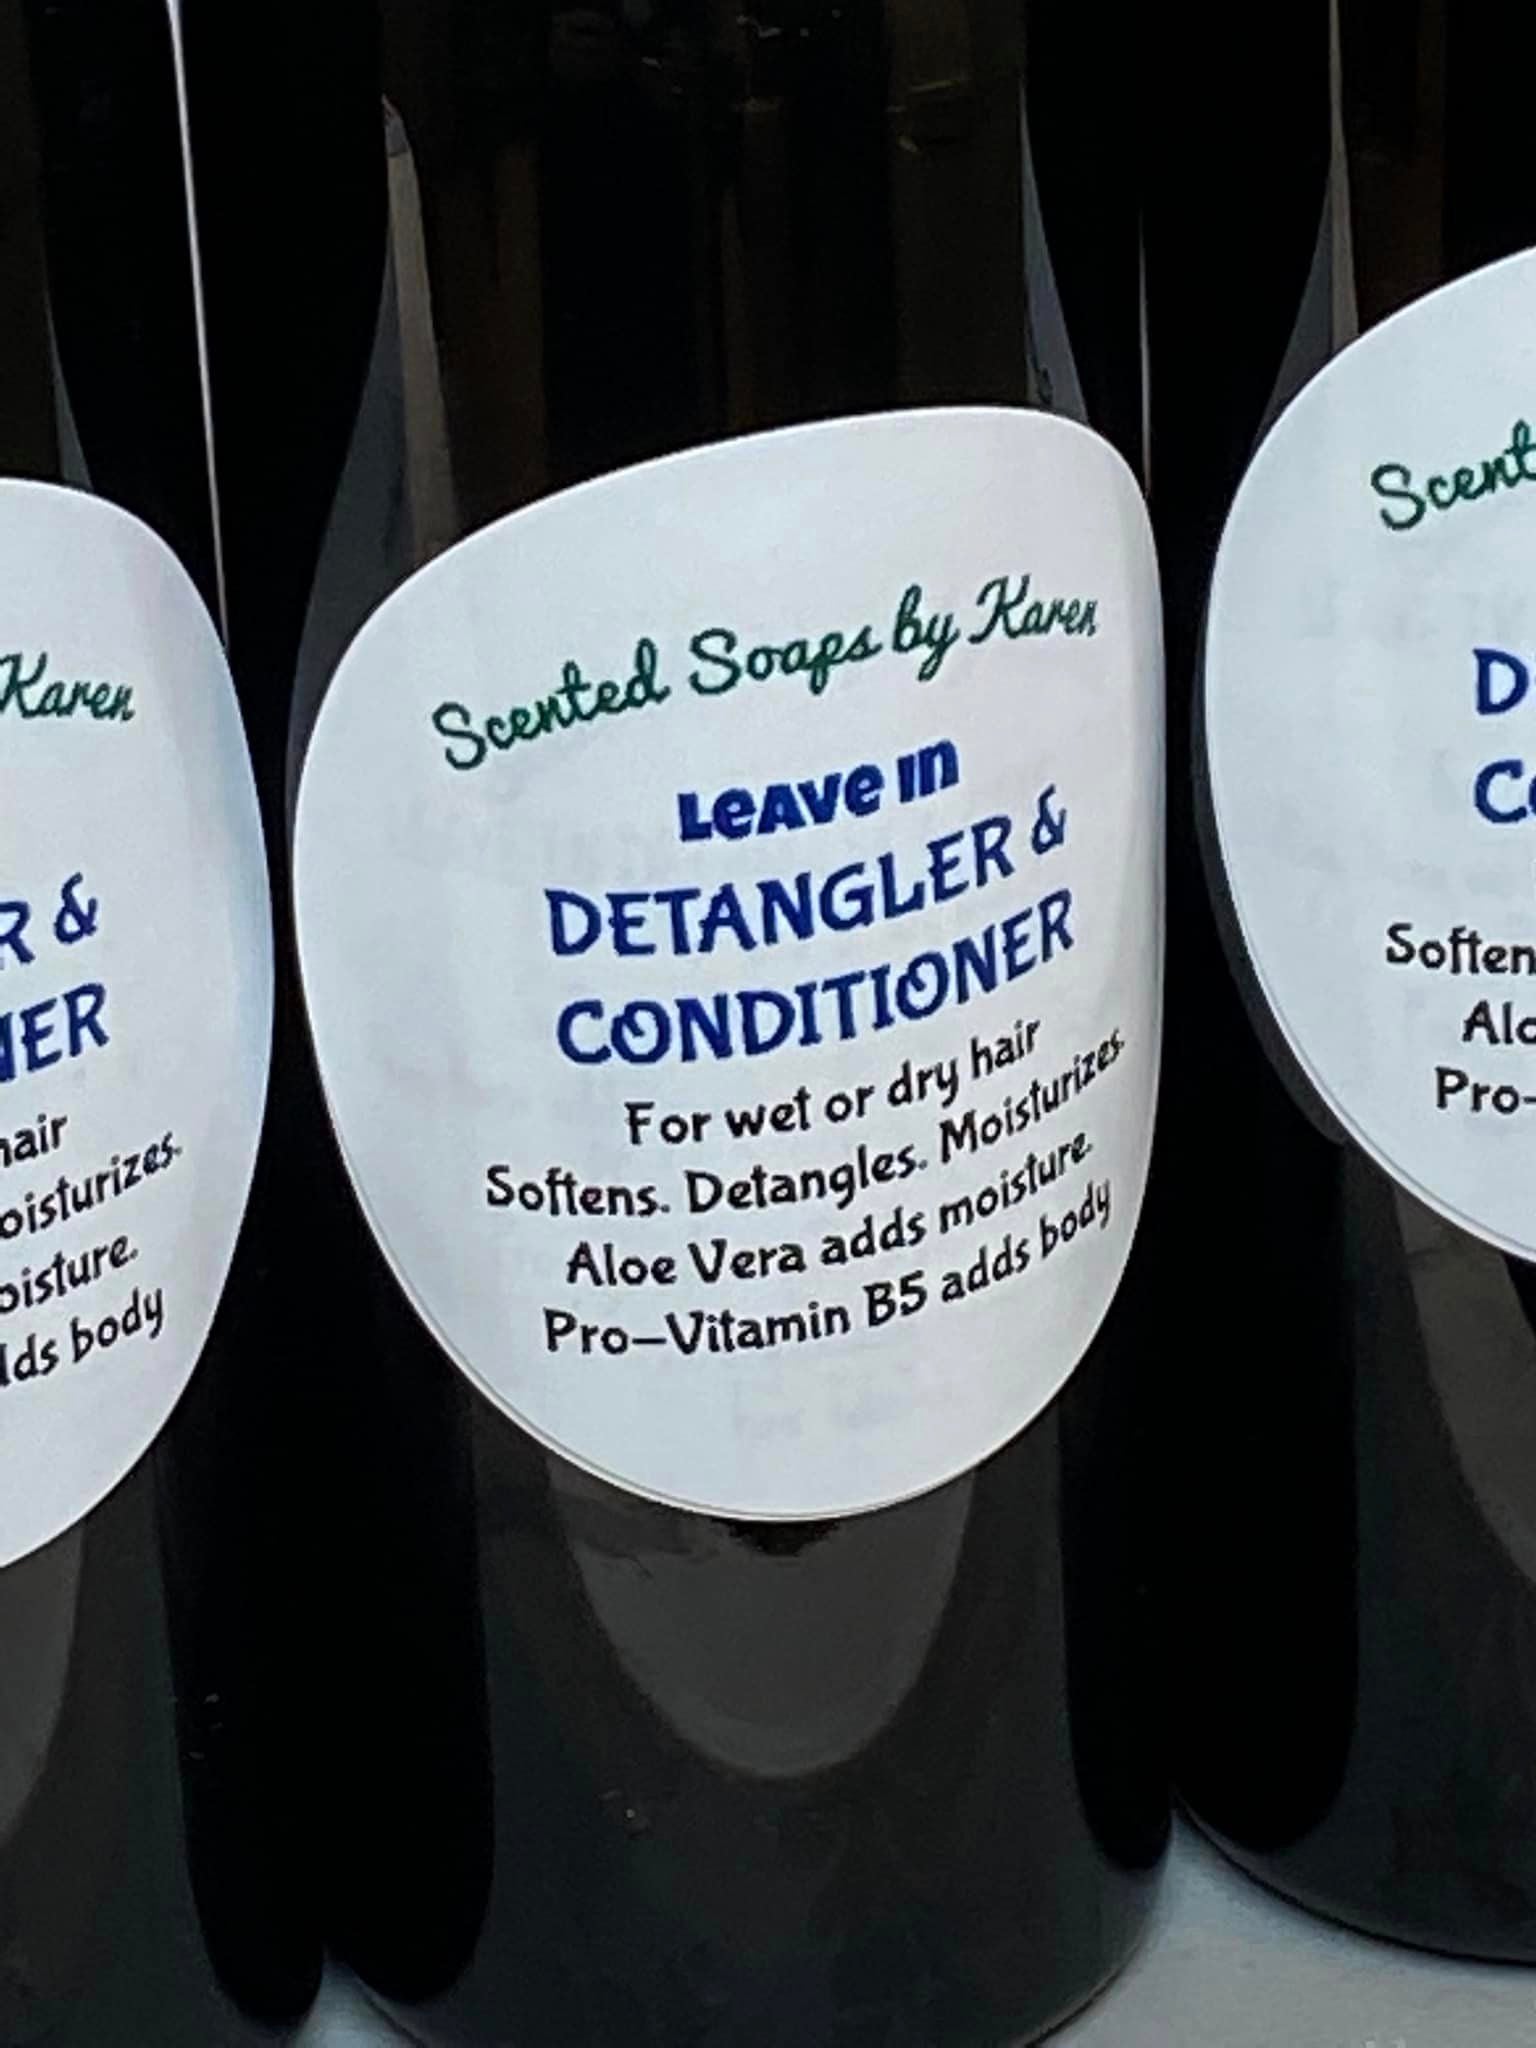 Scented Soaps by Karen
Leave In
DETANGLER &
CONDITIONER
For wet or dry hair
Softens. Detangles. Moisturizes.
Aloe Vera adds moisture.
Pro-Vitamin B5 adds body
Karen
R &
NER
hair
oisturizes.
oisture.
dds body
Scent
D
Co
Soften
Alo
Pro-